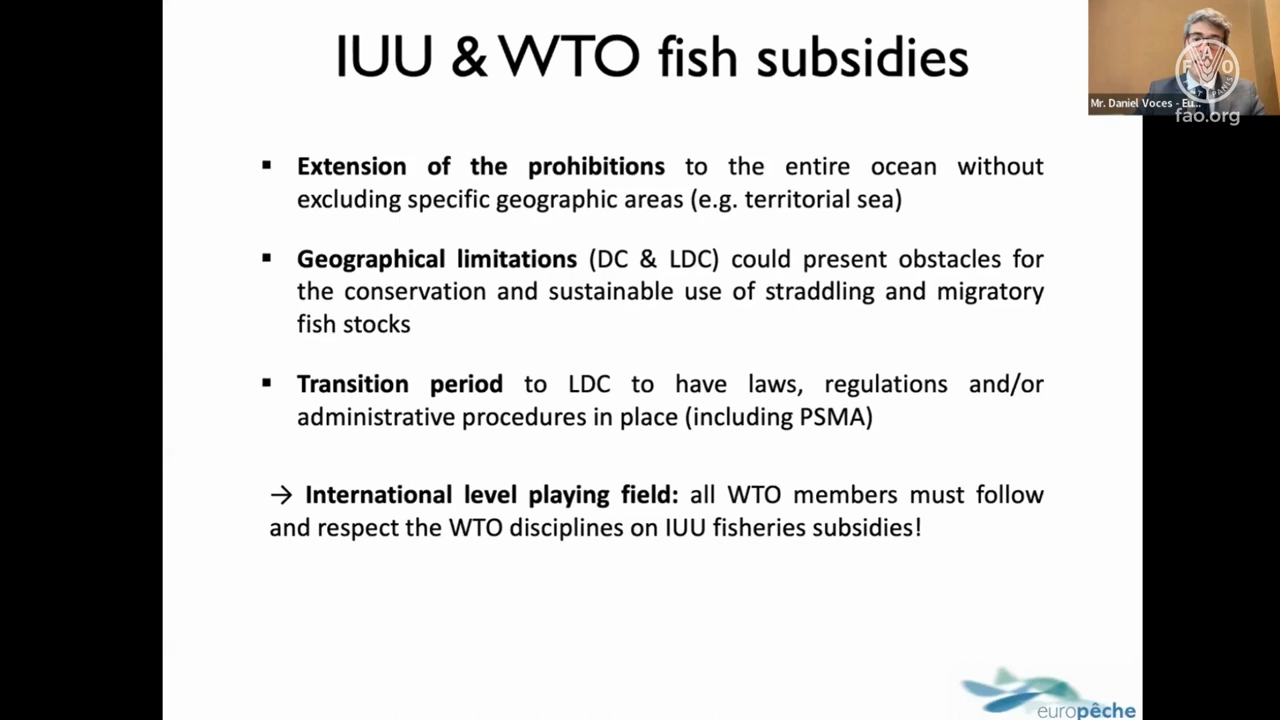 IUU & WTO fish subsidies
Mr. Daniel Voces - Eu...
FAO
fao.org
▪ Extension of the prohibitions to the entire ocean without
excluding specific geographic areas (e.g. territorial sea)
▪ Geographical limitations (DC & LDC) could present obstacles for
the conservation and sustainable use of straddling and migratory
fish stocks
▪ Transition period to LDC to have laws, regulations and/or
administrative procedures in place (including PSMA)
→ International level playing field: all WTO members must follow
and respect the WTO disciplines on IUU fisheries subsidies!
europêche